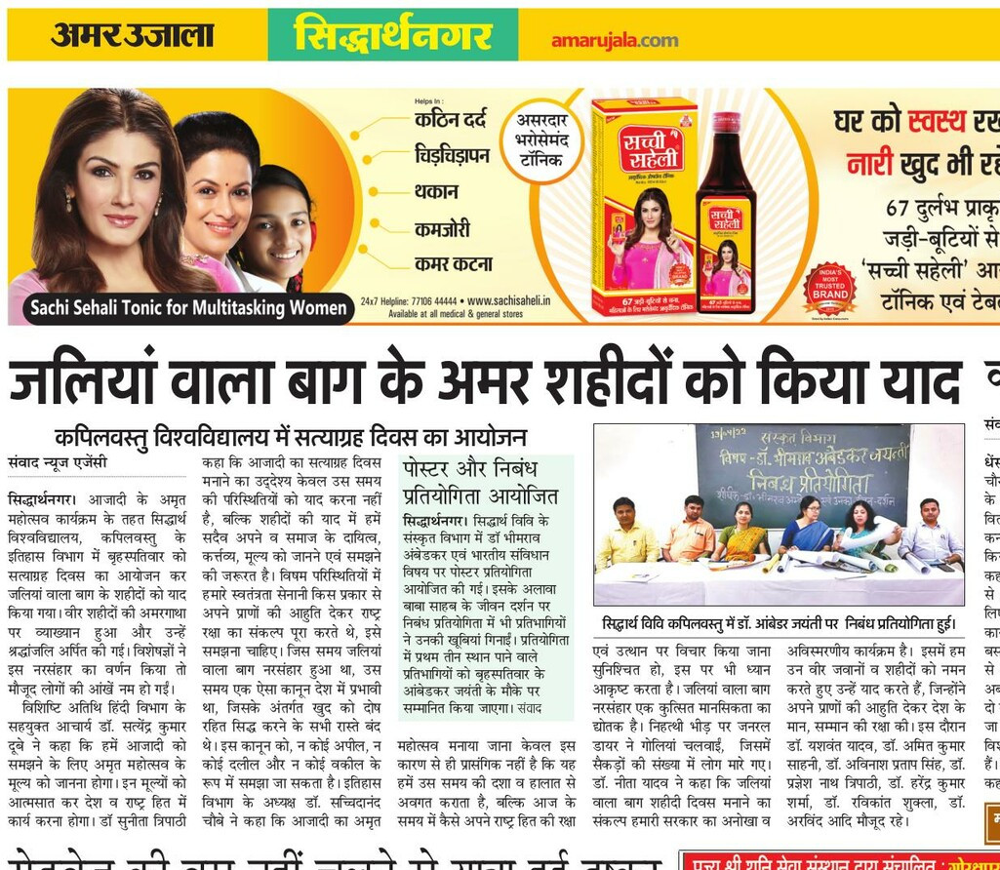 अमरउजाला
सिद्धार्थनगर
amarujala.com
Helps In :
कठिन दर्द
चिड़चिड़ापन
थकान
कमजोरी
कमर कटना
असरदार
भरोसेमंद
टॉनिक
सच्ची
सहेली
67 जड़ी बूटियों से बना
सच्ची
सहेली
घर को स्वस्थ रख
नारी खुद भी रहे
67 दुर्लभ प्राकृ
जड़ी-बूटियों से
'सच्ची सहेली' आ
टॉनिक एवं टेब
INDIA'S
MOST
TRUSTED
BRAND
Sachi Sehali Tonic for Multitasking Women
24x7 Helpline: 77106 44444 • www.sachisaheli.in
Available at all medical & general stores
जलियां वाला बाग के अमर शहीदों को किया याद
कपिलवस्तु विश्वविद्यालय में सत्याग्रह दिवस का आयोजन
संवाद न्यूज एजेंसी
सिद्धार्थनगर। आजादी के अमृत
महोत्सव कार्यक्रम के तहत सिद्धार्थ
विश्वविद्यालय, कपिलवस्तु के
इतिहास विभाग में बृहस्पतिवार को
सत्याग्रह दिवस का आयोजन कर
जलियां वाला बाग के शहीदों को याद
किया गया। वीर शहीदों की अमरगाथा
पर व्याख्यान हुआ और उन्हें
श्रद्धांजलि अर्पित की गई। विशेषज्ञों ने
इस नरसंहार का वर्णन किया तो
मौजूद लोगों की आंखें नम हो गईं।
विशिष्टि अतिथि हिंदी विभाग के
सहयुक्त आचार्य डॉ. सत्येंद्र कुमार
दूबे ने कहा कि हमें आजादी को
समझने के लिए अमृत महोत्सव के
मूल्य को जानना होगा। इन मूल्यों को
आत्मसात कर देश व राष्ट्र हित में
कार्य करना होगा। डॉ सुनीता त्रिपाठी
कहा कि आजादी का सत्याग्रह दिवस
मनाने का उद्देश्य केवल उस समय
की परिस्थितियों को याद करना नहीं
है, बल्कि शहीदों की याद में हमें
सदैव अपने व समाज के दायित्व,
कर्त्तव्य, मूल्य को जानने एवं समझने
की जरूरत है। विषम परिस्थितियों में
हमारे स्वतंत्रता सेनानी किस प्रकार से
अपने प्राणों की आहुति देकर राष्ट्र
रक्षा का संकल्प पूरा करते थे, इसे
समझना चाहिए। जिस समय जलियां
वाला बाग नरसंहार हुआ था, उस
समय एक ऐसा कानून देश में प्रभावी
था, जिसके अंतर्गत खुद को दोष
रहित सिद्ध करने के सभी रास्ते बंद
थे। इस कानून को, न कोई अपील, न
कोई दलील और न कोई वकील के
रूप में समझा जा सकता है। इतिहास
विभाग के अध्यक्ष डॉ. सच्चिदानंद
चौबे ने कहा कि आजादी का अमृत
पोस्टर और निबंध
प्रतियोगिता आयोजित
सिद्धार्थनगर। सिद्धार्थ विवि के
संस्कृत विभाग में डॉ भीमराव
अंबेडकर एवं भारतीय संविधान
विषय पर पोस्टर प्रतियोगिता
आयोजित की गई। इसके अलावा
बाबा साहब के जीवन दर्शन पर
निबंध प्रतियोगिता में भी प्रतिभागियों
ने उनकी खूबियां गिनाईं। प्रतियोगिता
में प्रथम तीन स्थान पाने वाले
प्रतिभागियों को बृहस्पतिवार के
आंबेडकर जयंती के मौके पर
सम्मानित किया जाएगा। संवाद
महोत्सव मनाया जाना केवल इस
कारण से ही प्रासंगिक नहीं है कि यह
हमें उस समय की दशा व हालात से
अवगत कराता है, बल्कि आज के
समय में कैसे अपने राष्ट्र हित की रक्षा
13/04/22
संस्कृत विभाग
विषय-डॉ. भीमराव अंबेडकर जयन्ती
निबंध प्रतियोगिता
सिद्धार्थ विवि कपिलवस्तु में डॉ. आंबेडर जयंती पर निबंध प्रतियोगिता हुई।
एवं उत्थान पर विचार किया जाना
सुनिश्चित हो, इस पर भी ध्यान
आकृष्ट करता है। जलियां वाला बाग
नरसंहार एक कुत्सित मानसिकता का
द्योतक है। निहत्थी भीड़ पर जनरल
डायर ने गोलियां चलवाईं, जिसमें
सैकड़ों की संख्या में लोग मारे गए।
डॉ. नीता यादव ने कहा कि जलियां
वाला बाग शहीदी दिवस मनाने का
संकल्प हमारी सरकार का अनोखा व
अविस्मरणीय कार्यक्रम है। इसमें हम
उन वीर जवानों व शहीदों को नमन
करते हुए उन्हें याद करते हैं, जिन्होंने
अपने प्राणों की आहुति देकर देश के
मान, सम्मान की रक्षा की। इस दौरान
डॉ. यशवंत यादव, डॉ. अमित कुमार
साहनी, डॉ. अविनाश प्रताप सिंह, डॉ.
प्रज्ञेश नाथ त्रिपाठी, डॉ. हरेंद्र कुमार
शर्मा, डॉ. रविकांत शुक्ला, डॉ.
अरविंद आदि मौजूद रहे।